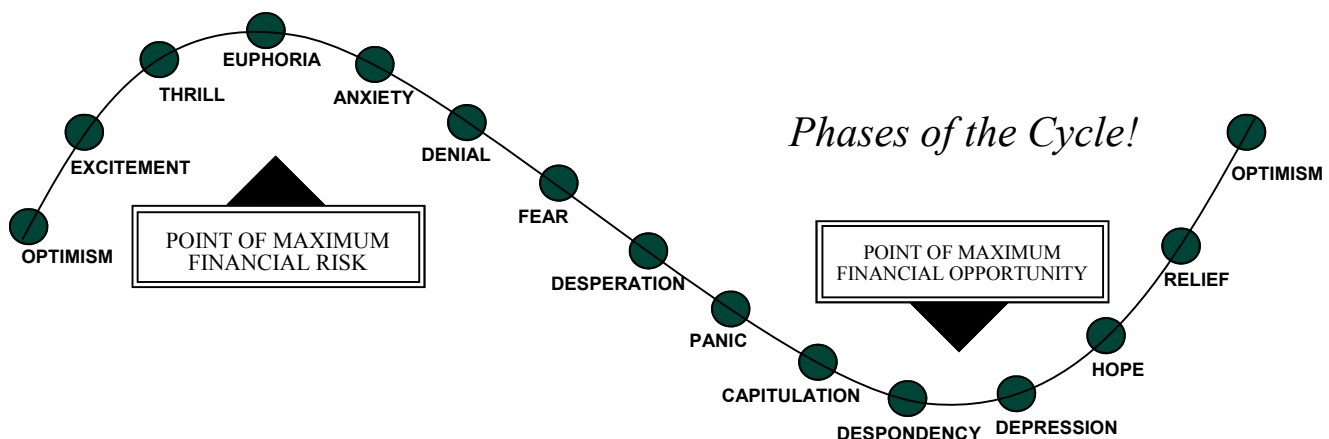 EUPHORIA
THRILL
ANXIETY
Phases of the Cycle!
DENIAL
EXCITEMENT
OPTIMISM
FEAR
POINT OF MAXIMUM
FINANCIAL RISK
OPTIMISM
POINT OF MAXIMUM
FINANCIAL OPPORTUNITY
DESPERATION
RELIEF
PANIC
HOPE
CAPITULATION
DESPONDENCY
DEPRESSION